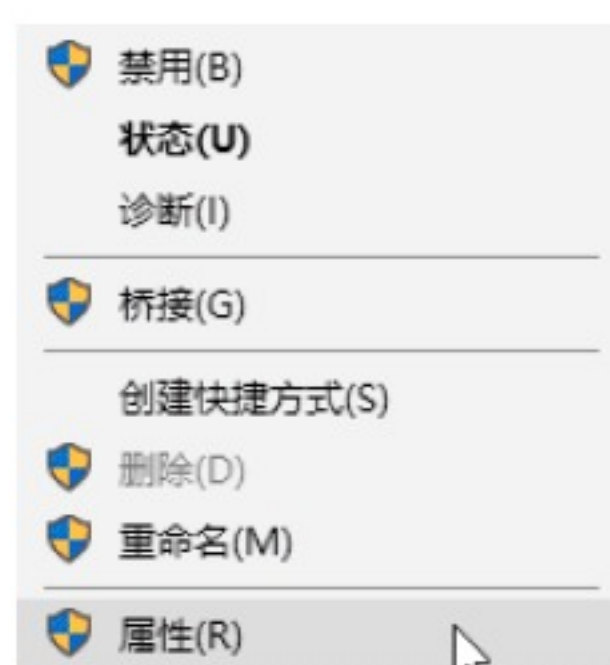 禁用(B)
状态(U)
诊断(I)
桥接(G)
创建快捷方式(S)
删除(D)
重命名(M)
属性(R)